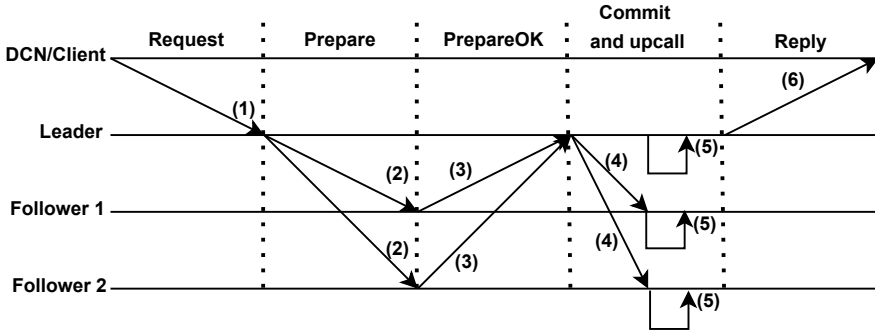 Commit
Request Prepare PrepareOK and upcall Reply
DCN/Client
(6)
(1)
Leader
(5)
(2) (3) (4)
Follower 1
(5)
(2) (3) (4)
Follower 2
(5)